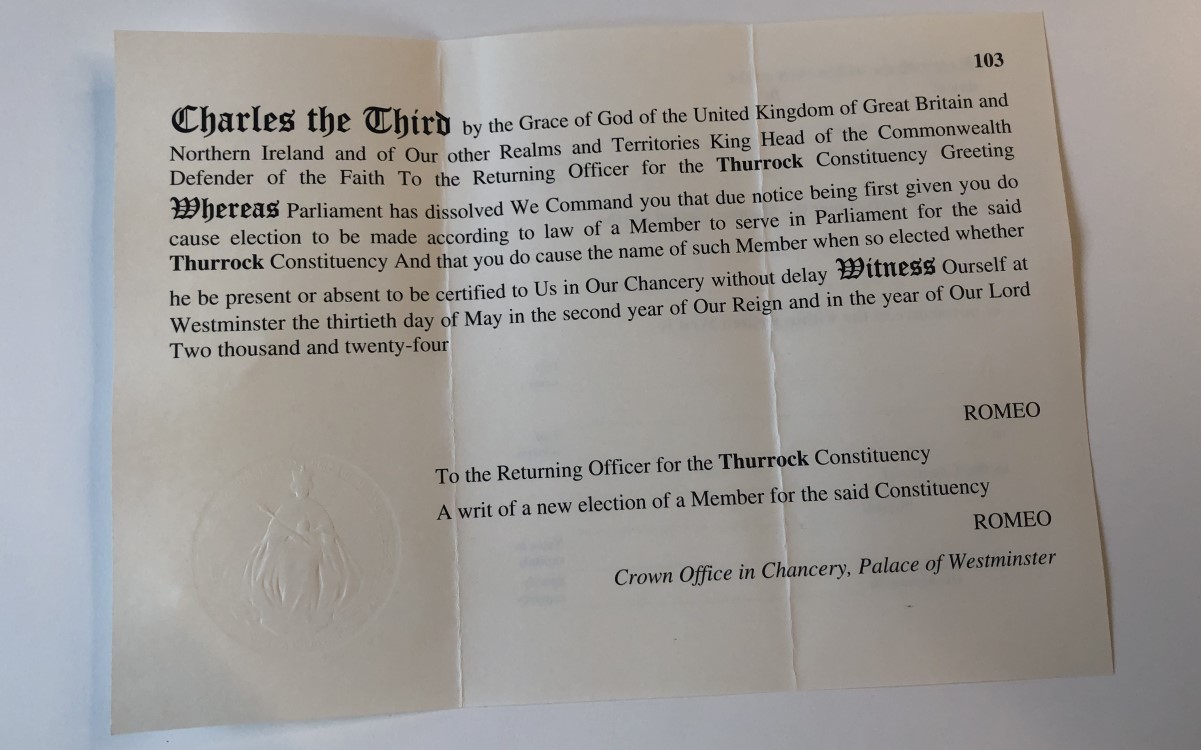 103
Charles the Third by the Grace of God of the United Kingdom of Great Britain and
Northern Ireland and of Our other Realms and Territories King Head of the Commonwealth
Defender of the Faith To the Returning Officer for the Thurrock Constituency Greeting
Whereas Parliament has dissolved We Command you that due notice being first given you do
cause election to be made according to law of a Member to serve in Parliament for the said
Thurrock Constituency And that you do cause the name of such Member when so elected whether
he be present or absent to be certified to Us in Our Chancery without delay Witness Ourself at
Westminster the thirtieth day of May in the second year of Our Reign and in the year of Our Lord
Two thousand and twenty-four
ROMEO
To the Returning Officer for the Thurrock Constituency
A writ of a new election of a Member for the said Constituency
ROMEO
Crown Office in Chancery, Palace of Westminster